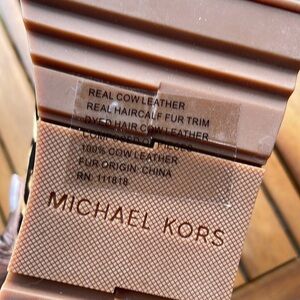 REAL COW LEATHER
REAL HAIRCALF FUR TRIM
DYED HAIR COW LEATHER
100% COW LEATHER
FUR ORIGIN: CHINA
RN: 111818
MICHAEL KORS